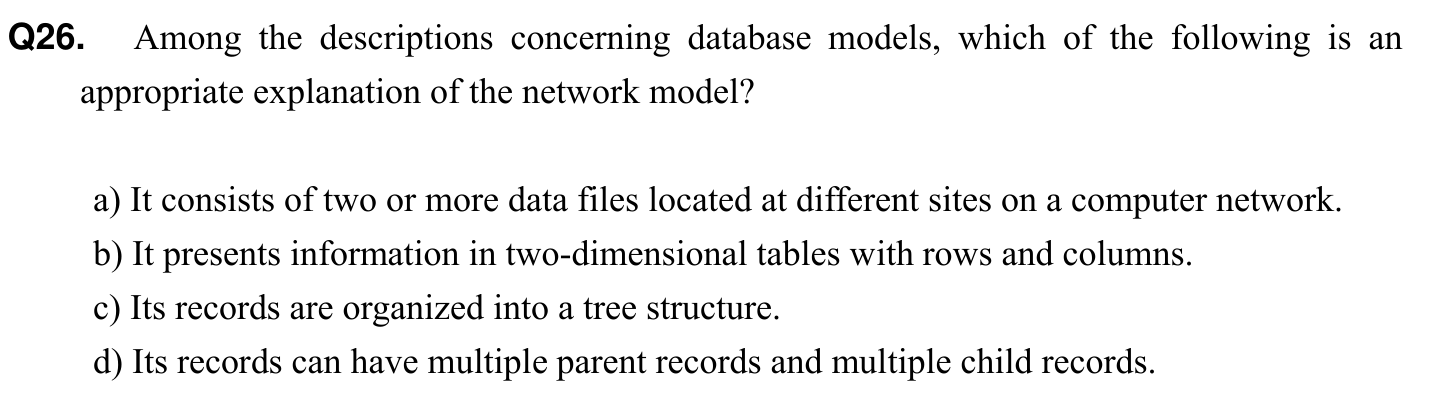 Q26. Among the descriptions concerning database models, which of the following is an
appropriate explanation of the network model?
a) It consists of two or more data files located at different sites on a computer network.
b) It presents information in two-dimensional tables with rows and columns.
c) Its records are organized into a tree structure.
d) Its records can have multiple parent records and multiple child records.